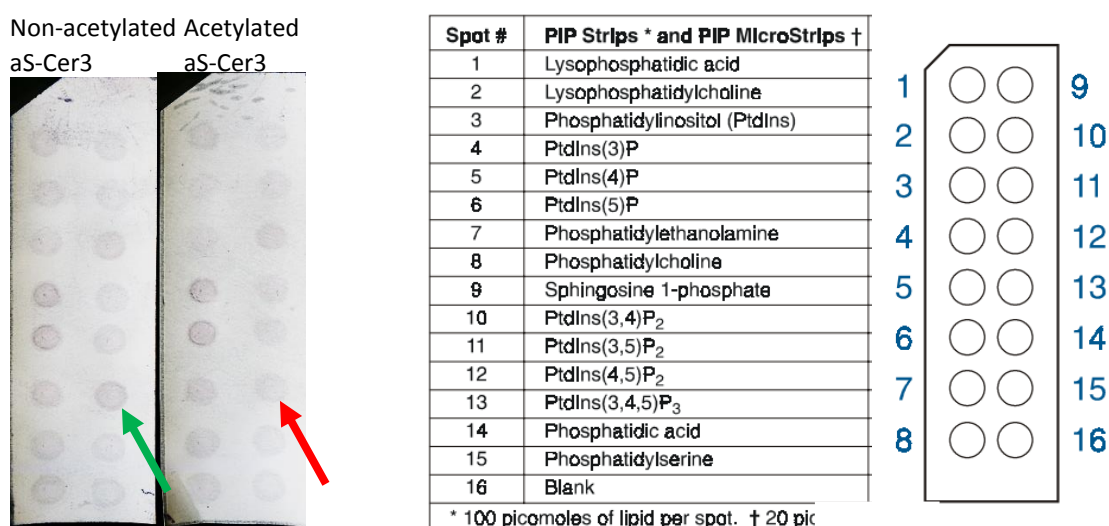 Non-acetylated Acetylated
aS-Cer3 aS-Cer3
Spot # PIP Strips * and PIP MicroStrips †
1 Lysophosphatidic acid
2 Lysophosphatidylcholine
3 Phosphatidylinositol (PtdIns)
4 PtdIns(3)P
5 PtdIns(4)P
6 PtdIns(5)P
7 Phosphatidylethanolamine
8 Phosphatidylcholine
9 Sphingosine 1-phosphate
10 PtdIns(3,4)P2
11 PtdIns(3,5)P2
12 PtdIns(4,5)P2
13 PtdIns(3,4,5)P3
14 Phosphatidic acid
15 Phosphatidylserine
16 Blank
* 100 picomoles of lipid per spot. † 20 pic
1 9
2 10
3 11
4 12
5 13
6 14
7 15
8 16